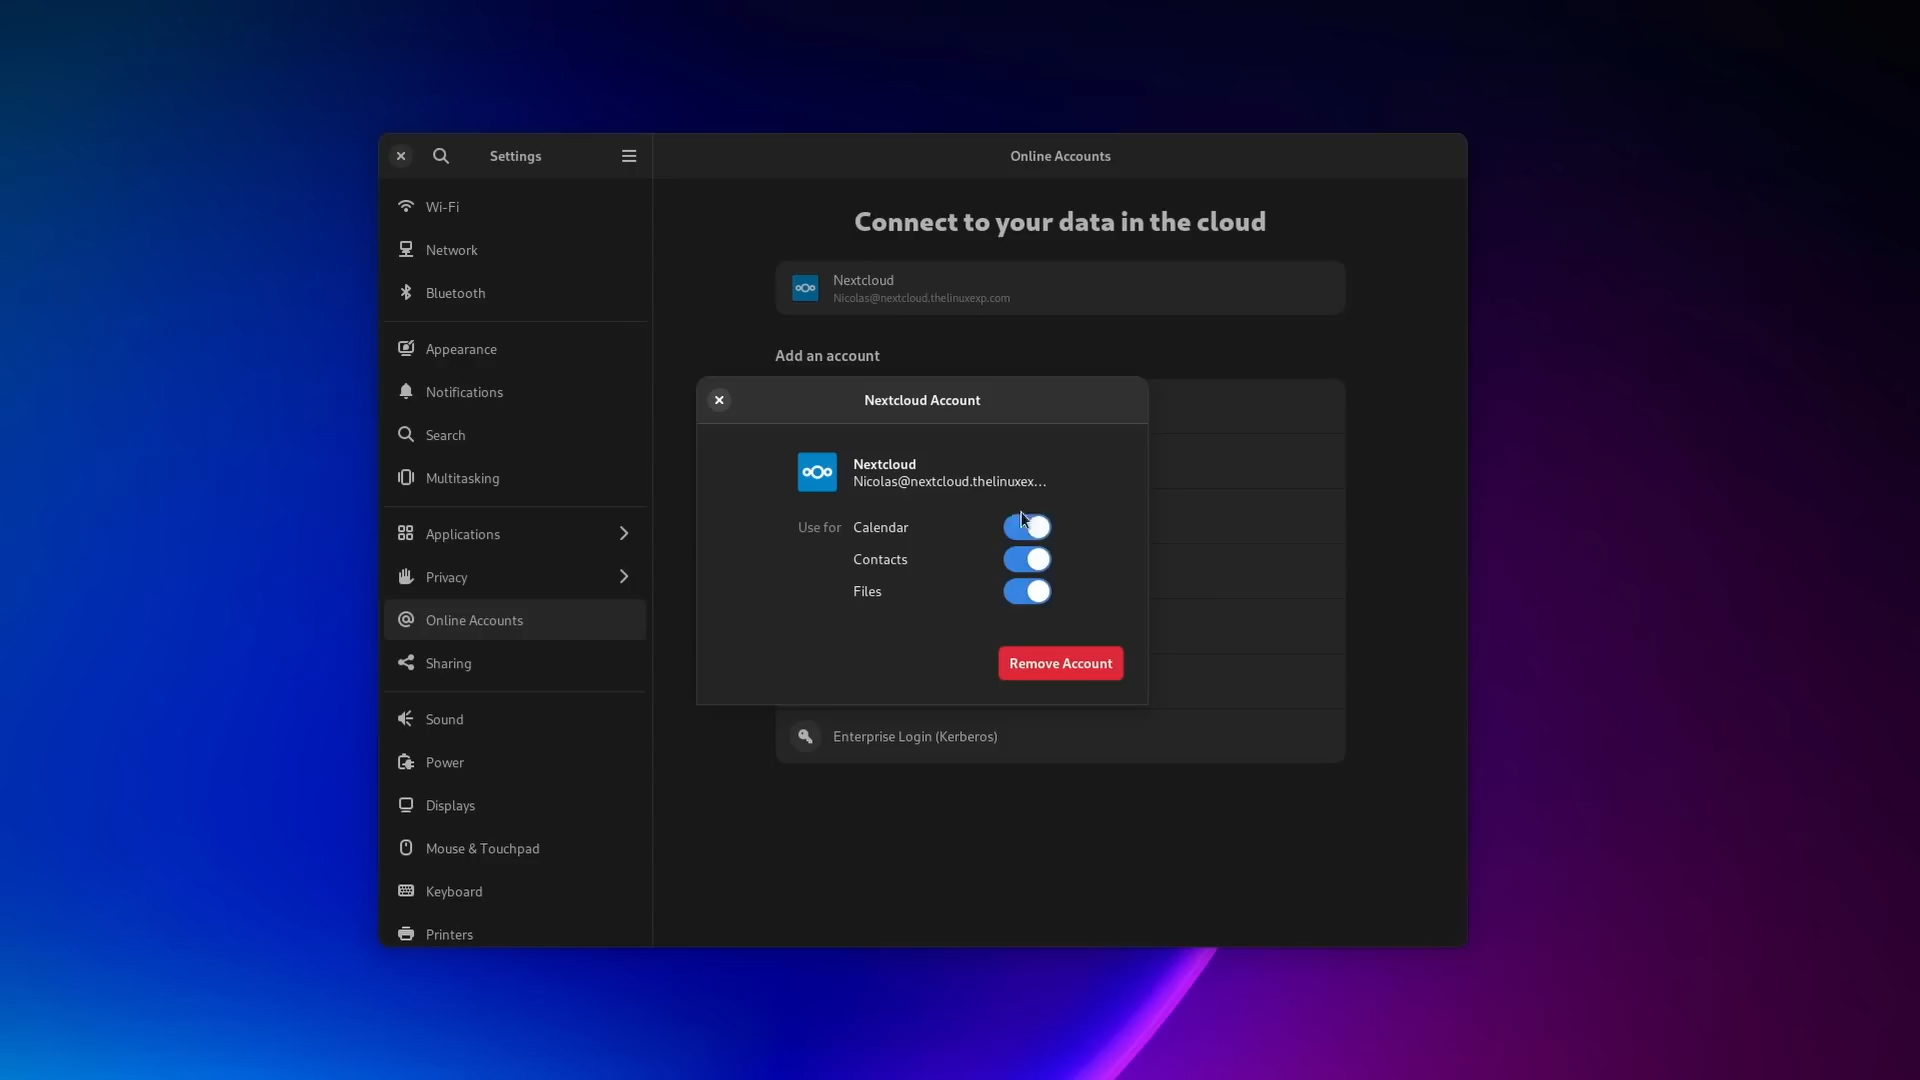 Settings
Wi-Fi
Network
Bluetooth
Appearance
Notifications
Search
Multitasking
Applications
Privacy
Online Accounts
Sharing
Sound
Power
Displays
Mouse & Touchpad
Keyboard
Printers
Online Accounts
Connect to your data in the cloud
Nextcloud
Nicolas@nextcloud.thelinuxexp.com
Add an account
Nextcloud Account
Nextcloud
Nicolas@nextcloud.thelinuxex...
Use for Calendar
Contacts
Files
Remove Account
Enterprise Login (Kerberos)